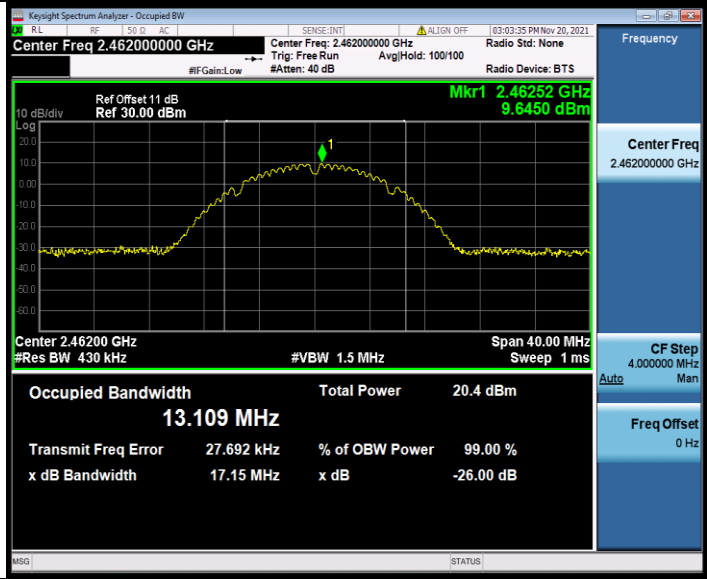 Keysight Spectrum Analyzer - Occupied BW
RL RF 50 Ω AC SENSE:INT ALIGN OFF 03:03:35 PM Nov 20, 2021
Center Freq 2.462000000 GHz Center Freq: 2.462000000 GHz Radio Std: None
Trig: Free Run Avg|Hold: 100/100
#IFGain:Low #Atten: 40 dB Radio Device: BTS
Frequency
Ref Offset 11 dB
10 dB/div Ref 30.00 dBm
Mkr1 2.46252 GHz
9.6450 dBm
Log
20.0
10.0
0.00
-10.0
-20.0
-30.0
-40.0
-50.0
-60.0
1
Center 2.46200 GHz Span 40.00 MHz
#Res BW 430 kHz #VBW 1.5 MHz Sweep 1 ms
Occupied Bandwidth Total Power 20.4 dBm
13.109 MHz
Transmit Freq Error 27.692 kHz % of OBW Power 99.00 %
x dB Bandwidth 17.15 MHz x dB -26.00 dB
Center Freq
2.462000000 GHz
CF Step
4.000000 MHz
Auto Man
Freq Offset
0 Hz
MSG STATUS